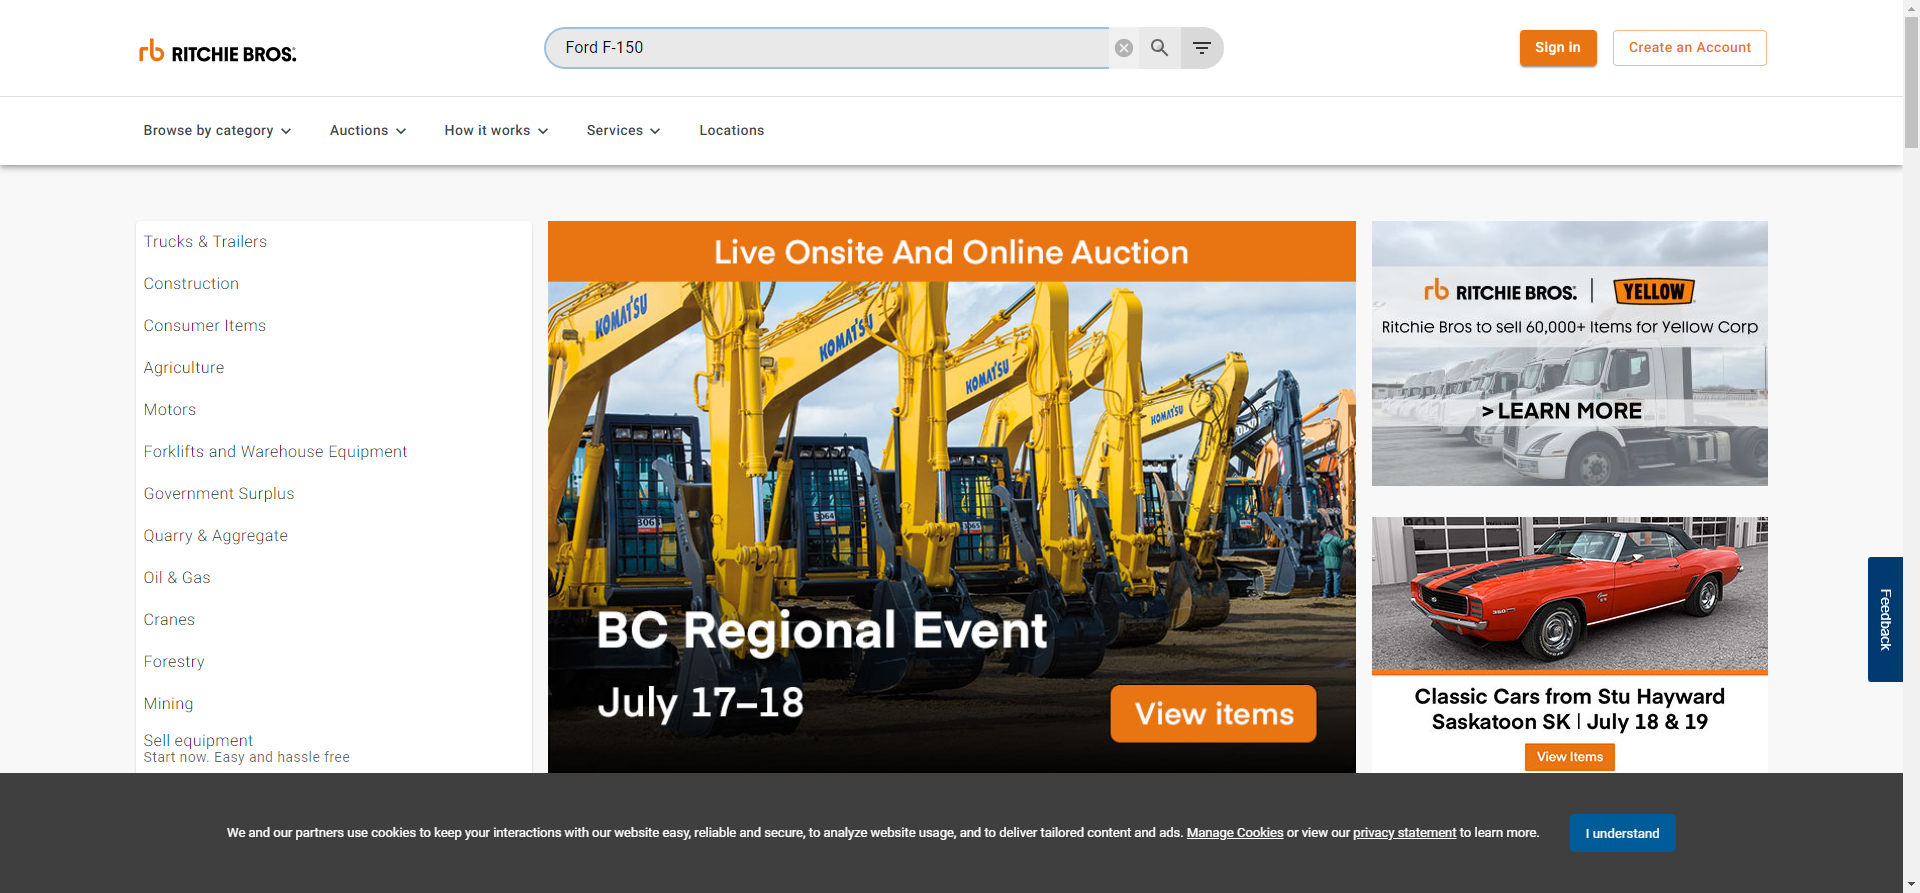 rb RITCHIE BROS.
Ford F-150
Sign in
Create an Account
Browse by category
Auctions
How it works
Services
Locations
Trucks & Trailers
Construction
Consumer Items
Agriculture
Motors
Forklifts and Warehouse Equipment
Government Surplus
Quarry & Aggregate
Oil & Gas
Cranes
Forestry
Mining
Sell equipment
Start now. Easy and hassle free
Live Onsite And Online Auction
KOMATSU
KOMATSU
KOMATSU
KOMATSU
3064
3065
BC Regional Event
July 17–18
View items
rb RITCHIE BROS. | YELLOW
Ritchie Bros to sell 60,000+ Items for Yellow Corp
> LEARN MORE
Classic Cars from Stu Hayward
Saskatoon SK | July 18 & 19
View Items
Feedback
We and our partners use cookies to keep your interactions with our website easy, reliable and secure, to analyze website usage, and to deliver tailored content and ads. Manage Cookies or view our privacy statement to learn more.
I understand